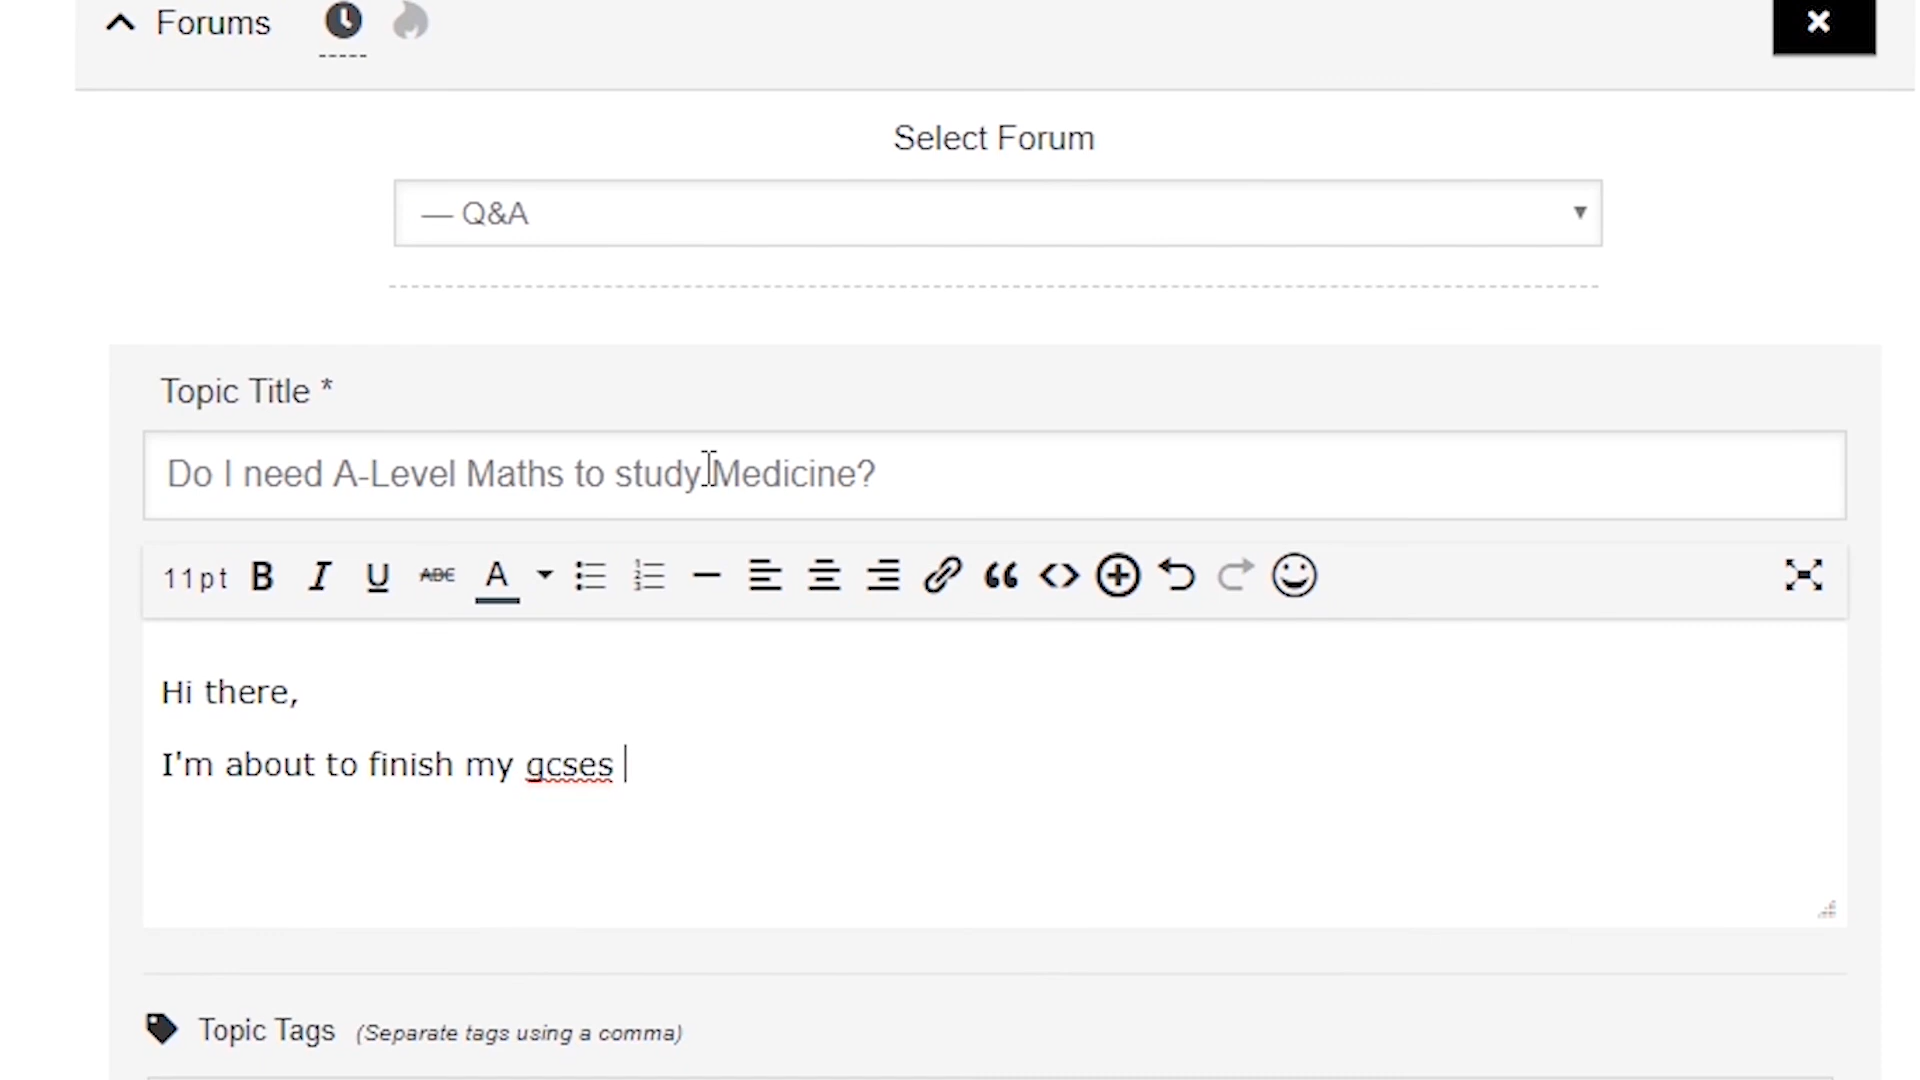 Forums
Select Forum
— Q&A
Topic Title *
Do I need A-Level Maths to study Medicine?
11pt B I U ABC A
Hi there,
I'm about to finish my gcses
Topic Tags (Separate tags using a comma)